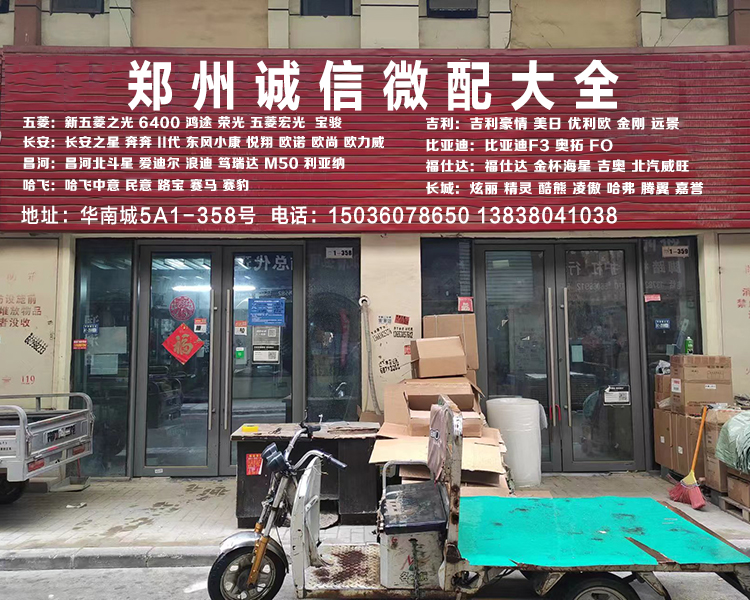 郑州诚信微配大全
五菱：新五菱之光 6400 鸿途 荣光 五菱宏光 宝骏
长安：长安之星 奔奔 II代 东风小康 悦翔 欧诺 欧尚 欧力威
昌河：昌河北斗星 爱迪尔 浪迪 笃瑞达 M50 利亚纳
哈飞：哈飞中意 民意 路宝 赛马 赛豹
吉利：吉利豪情 美日 优利欧 金刚 远景
比亚迪：比亚迪F3 奥拓 FO
福仕达：福仕达 金杯海星 吉奥 北汽威旺
长城：炫丽 精灵 酷熊 凌傲 哈弗 腾翼 嘉誉
地址：华南城5A1-358号 电话：15036078650 13838041038
1-358
1-359
福
119